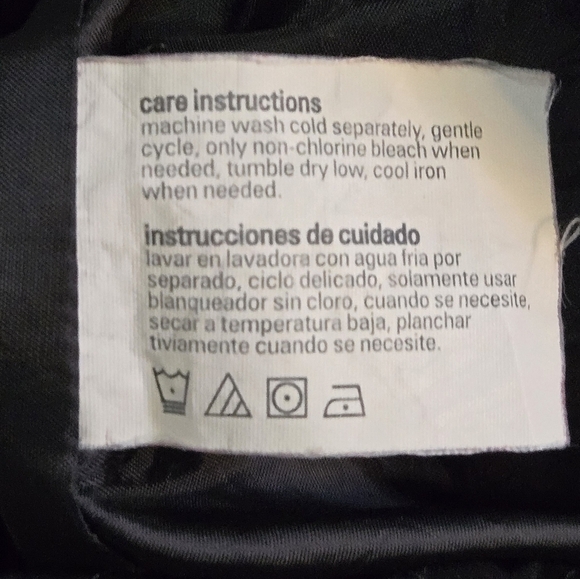 care instructions
machine wash cold separately, gentle
cycle, only non-chlorine bleach when
needed, tumble dry low, cool iron
when needed.
instrucciones de cuidado
lavar en lavadora con agua fria por
separado, ciclo delicado, solamente usar
blanqueador sin cloro, cuando se necesite,
secar a temperatura baja, planchar
tiviamente cuando se necesite.